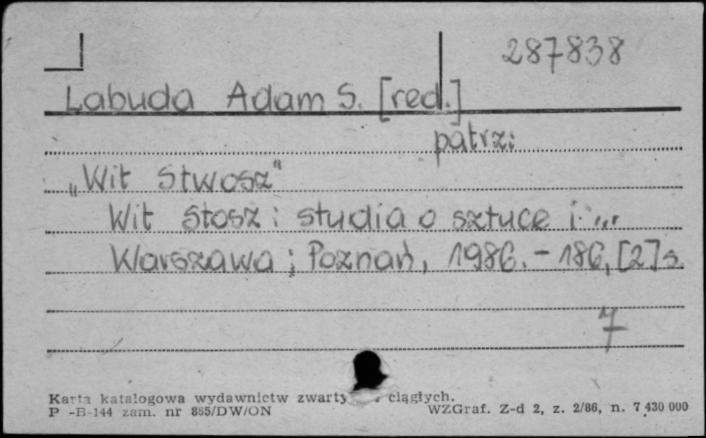 287838
Labuda Adam S. [red.]
patrz:
„Wit Stwosz"
Wit Stosz : studia o sztuce i ...
Warszawa ; Poznań, 1986. - 186, [2] s.
7
Karta katalogowa wydawnictw zwarty ciągłych.
P -B-144 zam. nr 885/DW/ON WZGraf. Z-d 2, z. 2/86, n. 7 430 000